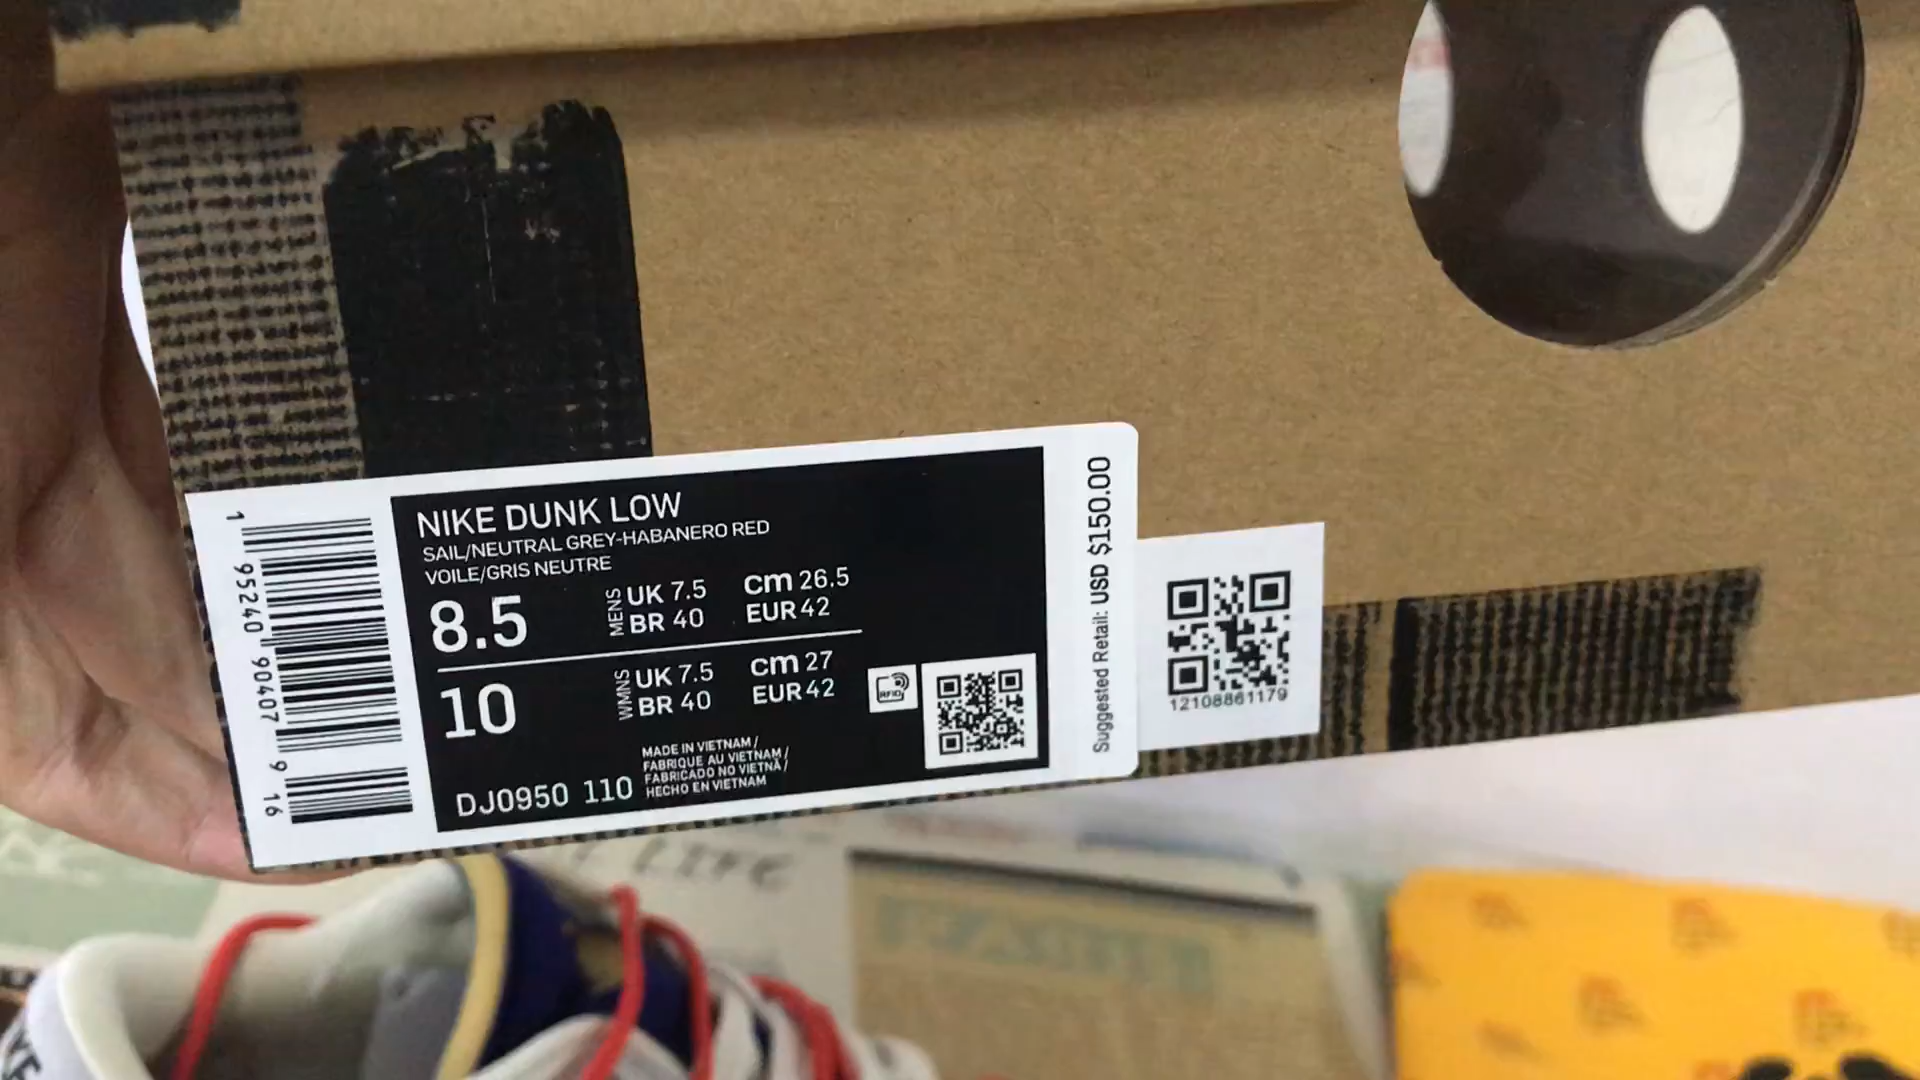 NIKE DUNK LOW
SAIL/NEUTRAL GREY-HABANERO RED
VOILE/GRIS NEUTRE
8.5
MENS
UK 7.5
BR 40
cm 26.5
EUR 42
10
WMNS
UK 7.5
BR 40
cm 27
EUR 42
RFID
DJ0950 110
MADE IN VIETNAM /
FABRIQUE AU VIETNAM /
FABRICADO NO VIETNÃ /
HECHO EN VIETNAM
1 95240 90407 9 16
Suggested Retail: USD $150.00
12108861179
LIFE